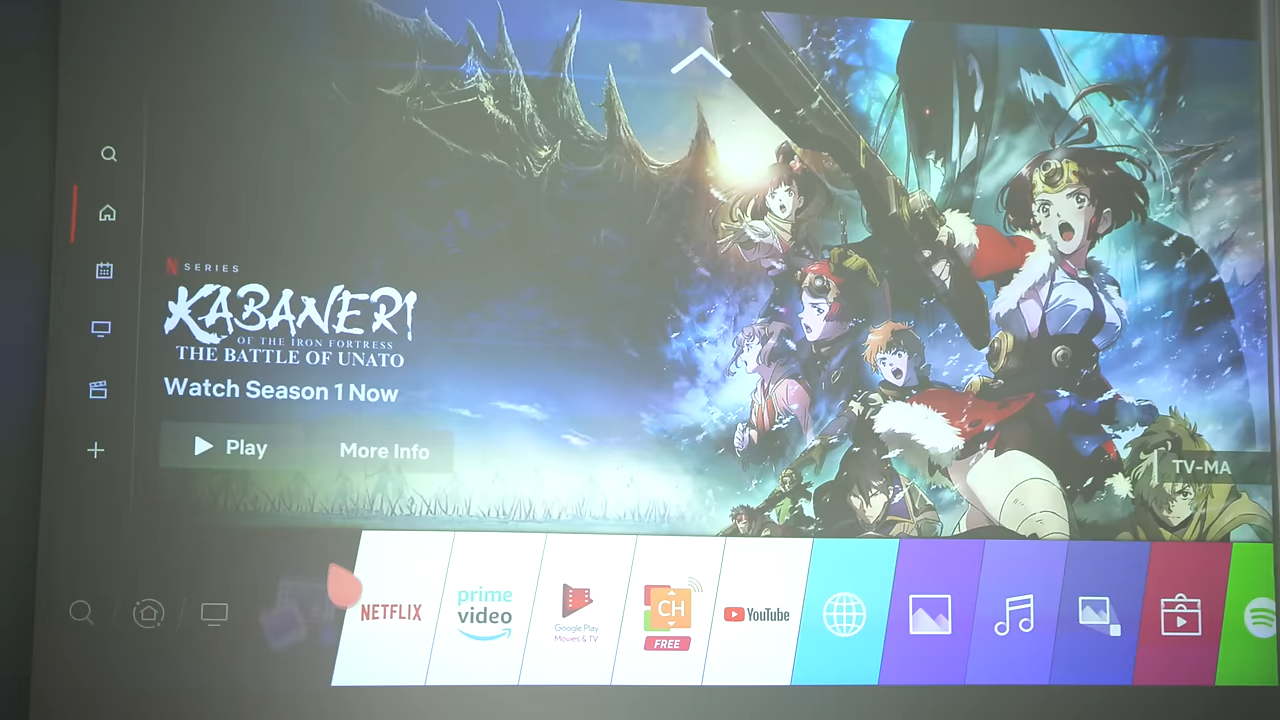 N SERIES
KABANERI
OF THE IRON FORTRESS
THE BATTLE OF UNATO
Watch Season 1 Now
Play
More Info
TV-MA
NETFLIX
prime video
Google Play
Movies & TV
CH
FREE
YouTube